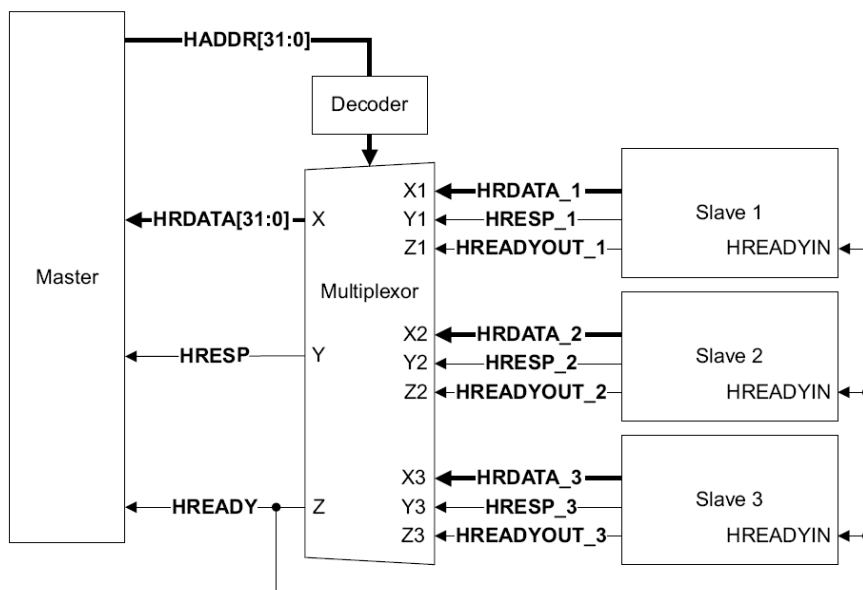 HADDR[31:0]
Decoder
Master
HRDATA[31:0]
HRESP
HREADY
Multiplexor
X
Y
Z
X1
Y1
Z1
X2
Y2
Z2
X3
Y3
Z3
HRDATA_1
HRESP_1
HREADYOUT_1
HRDATA_2
HRESP_2
HREADYOUT_2
HRDATA_3
HRESP_3
HREADYOUT_3
Slave 1
HREADYIN
Slave 2
HREADYIN
Slave 3
HREADYIN